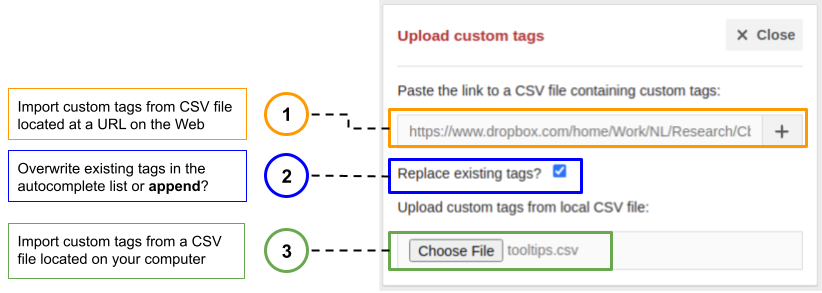 Upload custom tags
× Close
Paste the link to a CSV file containing custom tags:
Import custom tags from CSV file
located at a URL on the Web
1
https://www.dropbox.com/home/Work/NL/Research/Cb
+
Overwrite existing tags in the
autocomplete list or append?
2
Replace existing tags?
Upload custom tags from local CSV file:
Import custom tags from a CSV
file located on your computer
3
Choose File tooltips.csv